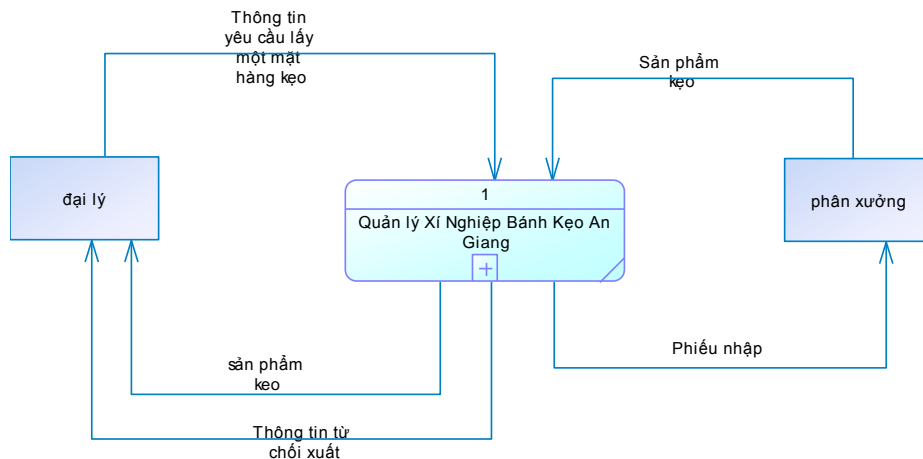 Thông tin
yêu cầu lấy
một mặt
hàng kẹo
Sản phẩm
kẹo
đại lý
1
Quản lý Xí Nghiệp Bánh Kẹo An
Giang
phân xưởng
sản phẩm
kẹo
Phiếu nhập
Thông tin từ
chối xuất